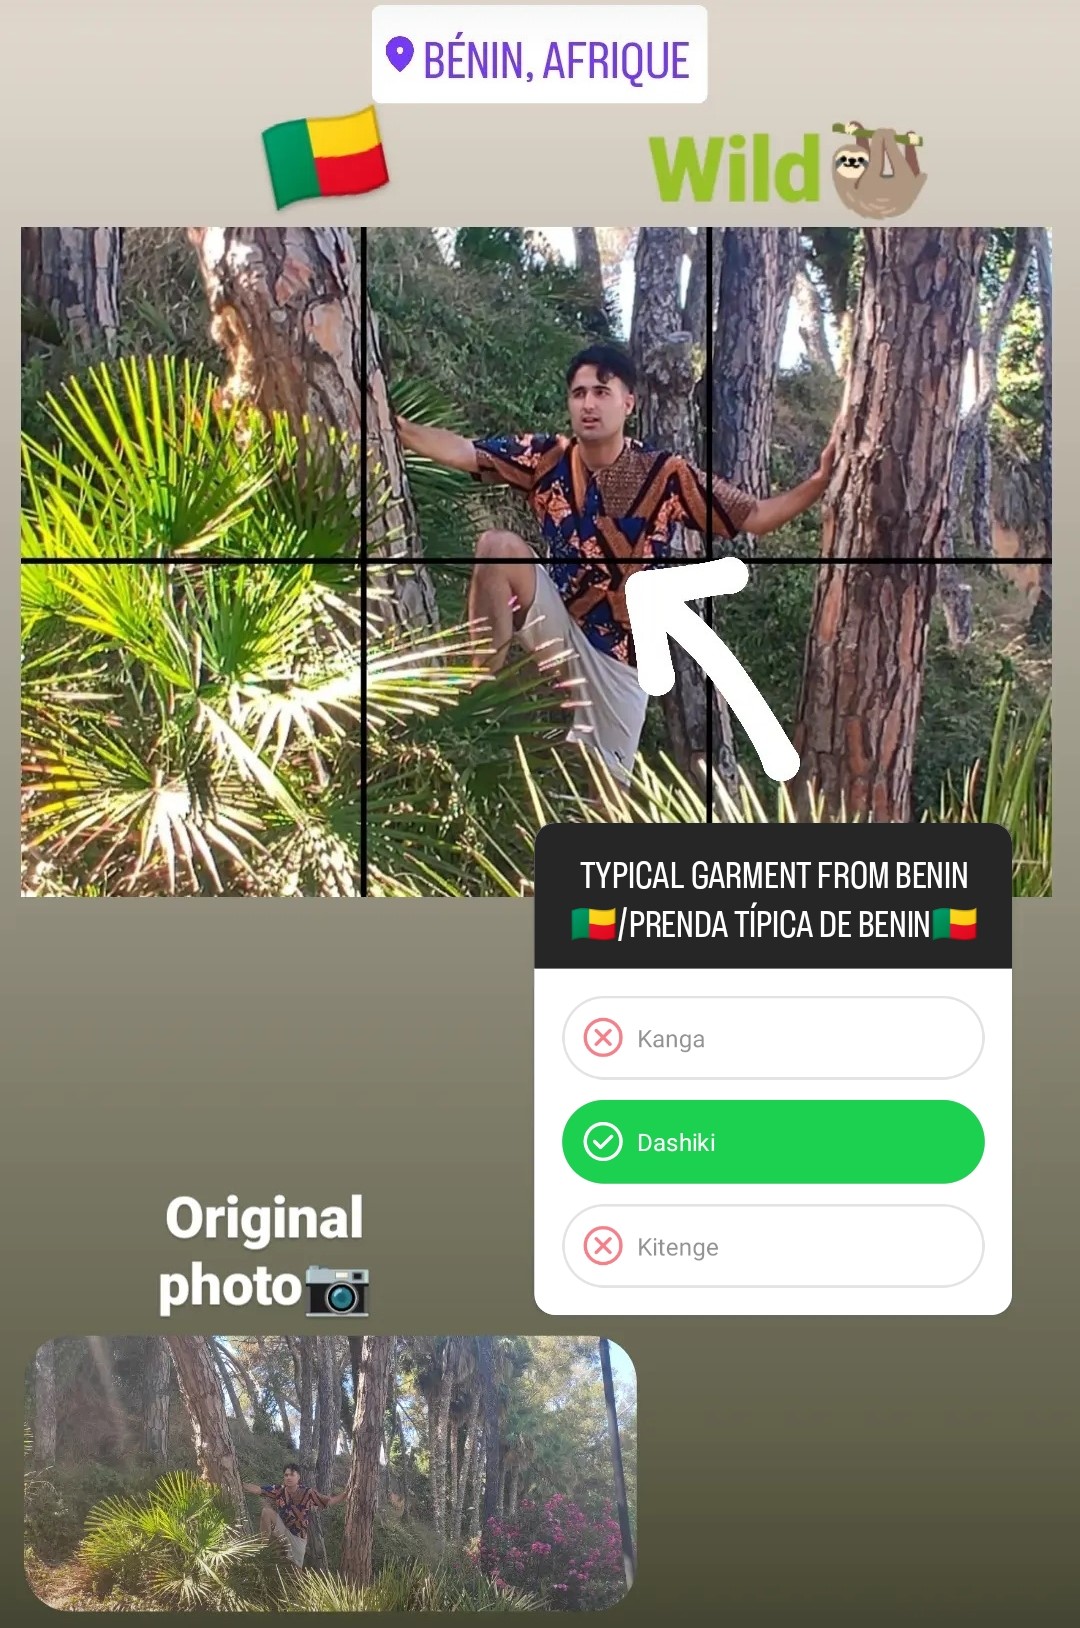 BÉNIN, AFRIQUE
Wild
TYPICAL GARMENT FROM BENIN
/PRENDA TÍPICA DE BENIN
Kanga
Dashiki
Kitenge
Original
photo